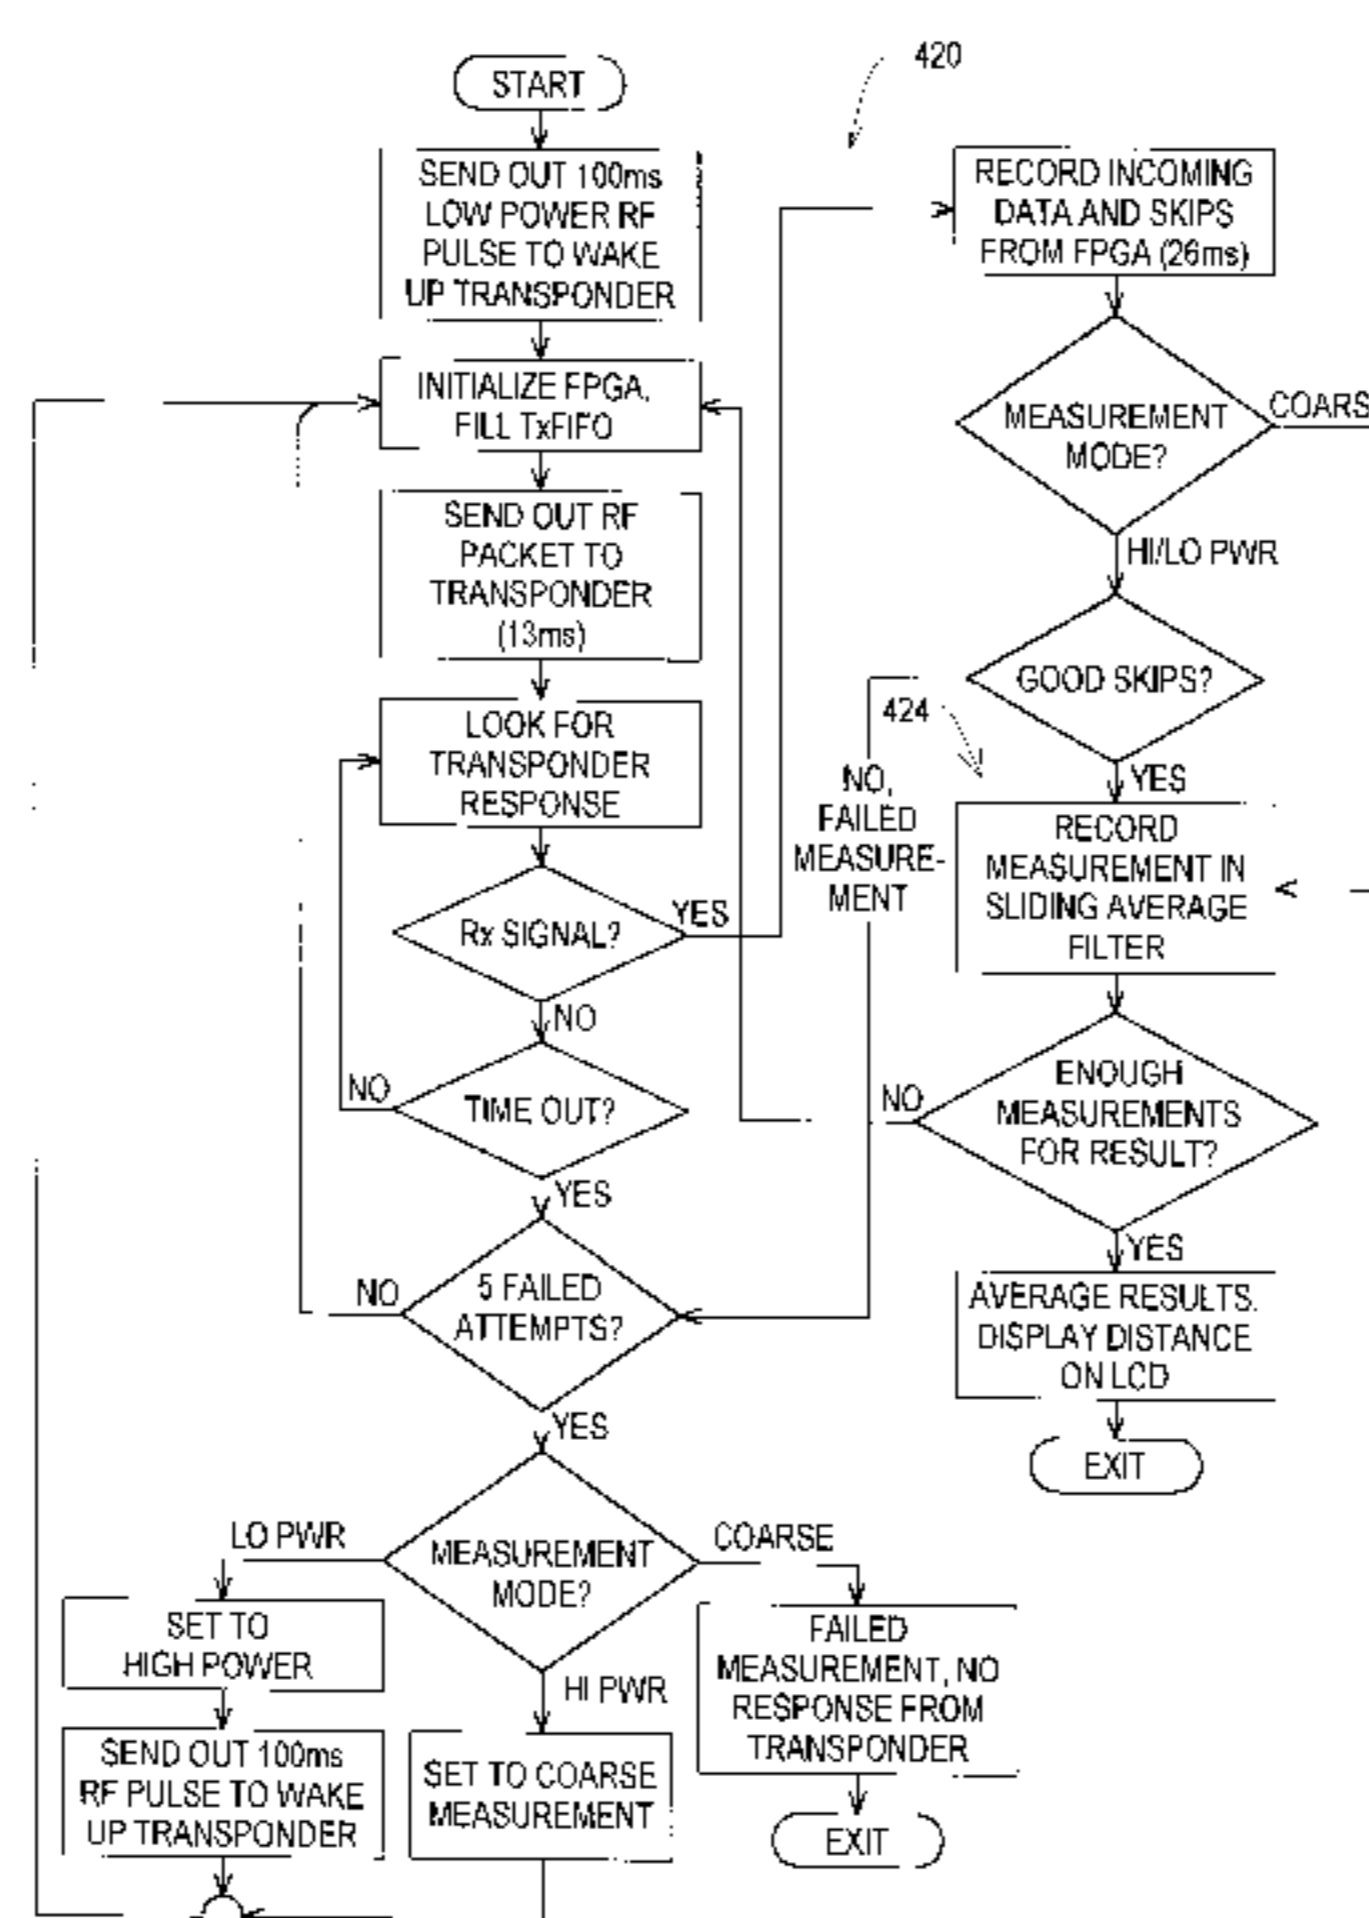 START
SEND OUT 100ms
LOW POWER RF
PULSE TO WAKE
UP TRANSPONDER
INITIALIZE FPGA,
FILL TxFIFO
SEND OUT RF
PACKET TO
TRANSPONDER
(13ms)
LOOK FOR
TRANSPONDER
RESPONSE
Rx SIGNAL?
YES
NO
TIME OUT?
NO
YES
5 FAILED
ATTEMPTS?
NO
YES
MEASUREMENT
MODE?
LO PWR
SET TO
HIGH POWER
SEND OUT 100ms
RF PULSE TO WAKE
UP TRANSPONDER
HI PWR
SET TO COARSE
MEASUREMENT
COARSE
FAILED
MEASUREMENT, NO
RESPONSE FROM
TRANSPONDER
EXIT
420
RECORD INCOMING
DATA AND SKIPS
FROM FPGA (26ms)
MEASUREMENT
MODE?
COARS
HI/LO PWR
GOOD SKIPS?
424
NO,
FAILED
MEASURE-
MENT
YES
RECORD
MEASUREMENT IN
SLIDING AVERAGE
FILTER
ENOUGH
MEASUREMENTS
FOR RESULT?
NO
YES
AVERAGE RESULTS.
DISPLAY DISTANCE
ON LCD
EXIT